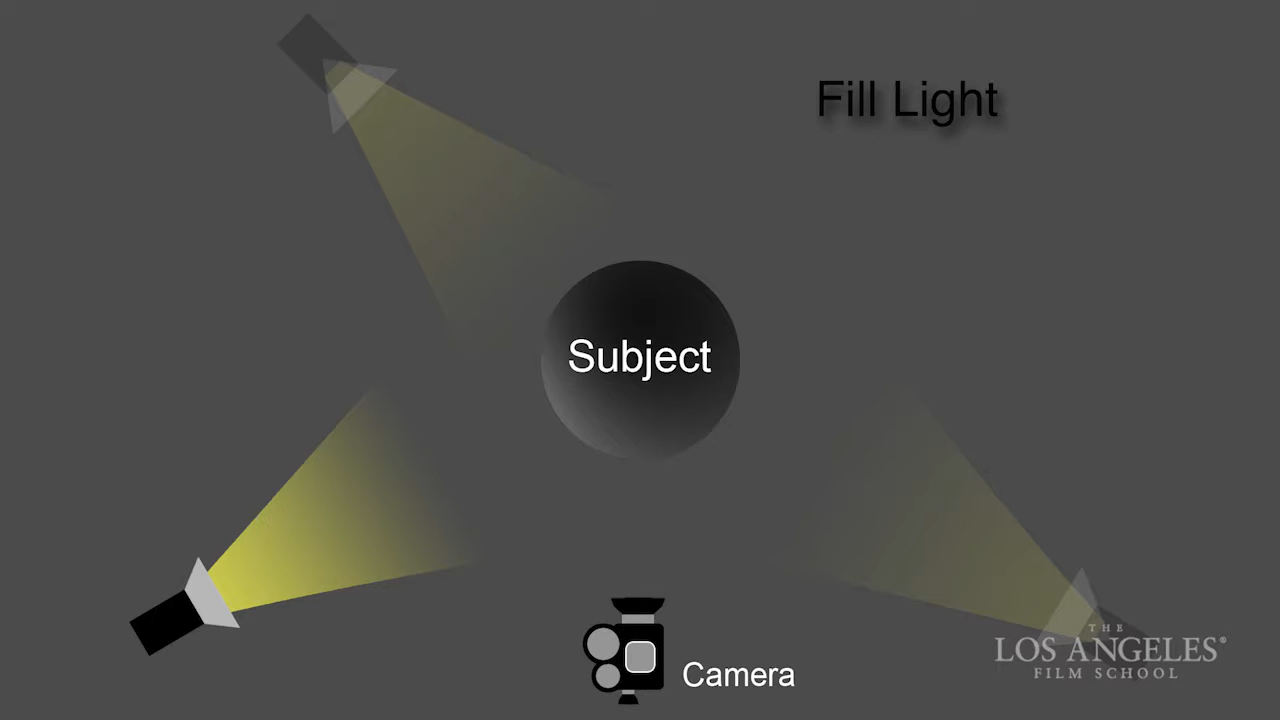 Fill Light
Subject
Camera
THE
LOS ANGELES®
FILM SCHOOL